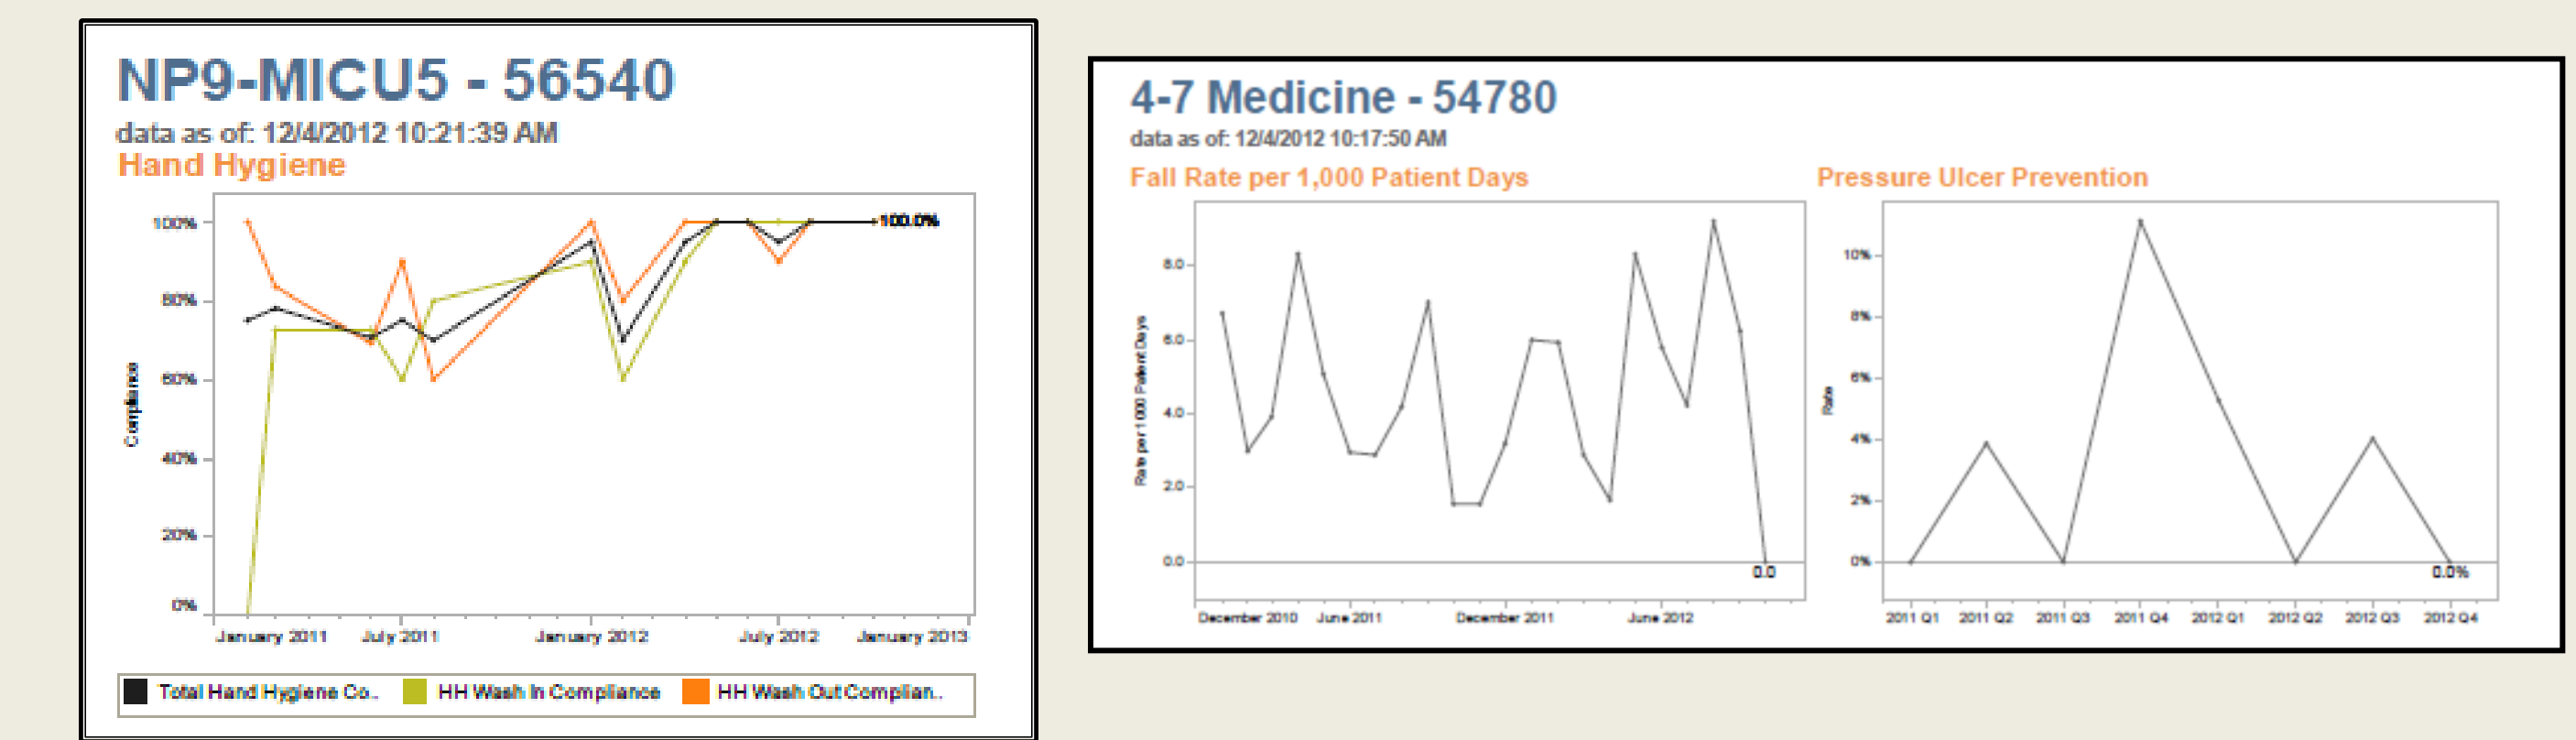 NP9-MICU5 - 56540
data as of: 12/4/2012 10:21:39 AM
Hand Hygiene
Compliance
100%
80%
60%
40%
20%
0%
100.0%
January 2011 July 2011 January 2012 July 2012 January 2013
Total Hand Hygiene Co.. HH Wash In Compliance HH Wash Out Complian..
4-7 Medicine - 54780
data as of: 12/4/2012 10:17:50 AM
Fall Rate per 1,000 Patient Days
Rate per 1000 Patient Days
8.0
6.0
4.0
2.0
0.0
0.0
December 2010 June 2011 December 2011 June 2012
Pressure Ulcer Prevention
Rate
10%
8%
6%
4%
2%
0%
0.0%
2011 Q1 2011 Q2 2011 Q3 2011 Q4 2012 Q1 2012 Q2 2012 Q3 2012 Q4